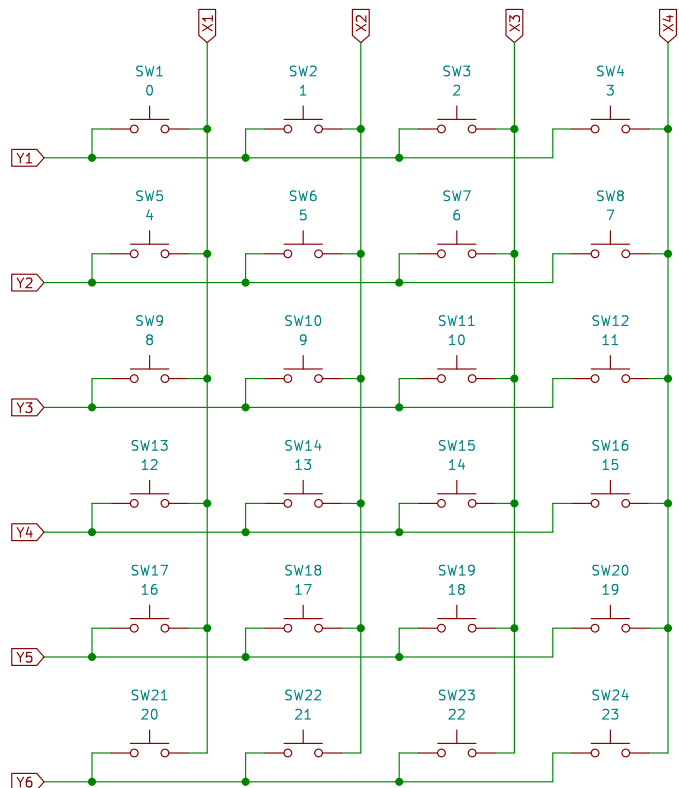 X1 X2 X3 X4
SW1 SW2 SW3 SW4
0 1 2 3
Y1
SW5 SW6 SW7 SW8
4 5 6 7
Y2
SW9 SW10 SW11 SW12
8 9 10 11
Y3
SW13 SW14 SW15 SW16
12 13 14 15
Y4
SW17 SW18 SW19 SW20
16 17 18 19
Y5
SW21 SW22 SW23 SW24
20 21 22 23
Y6